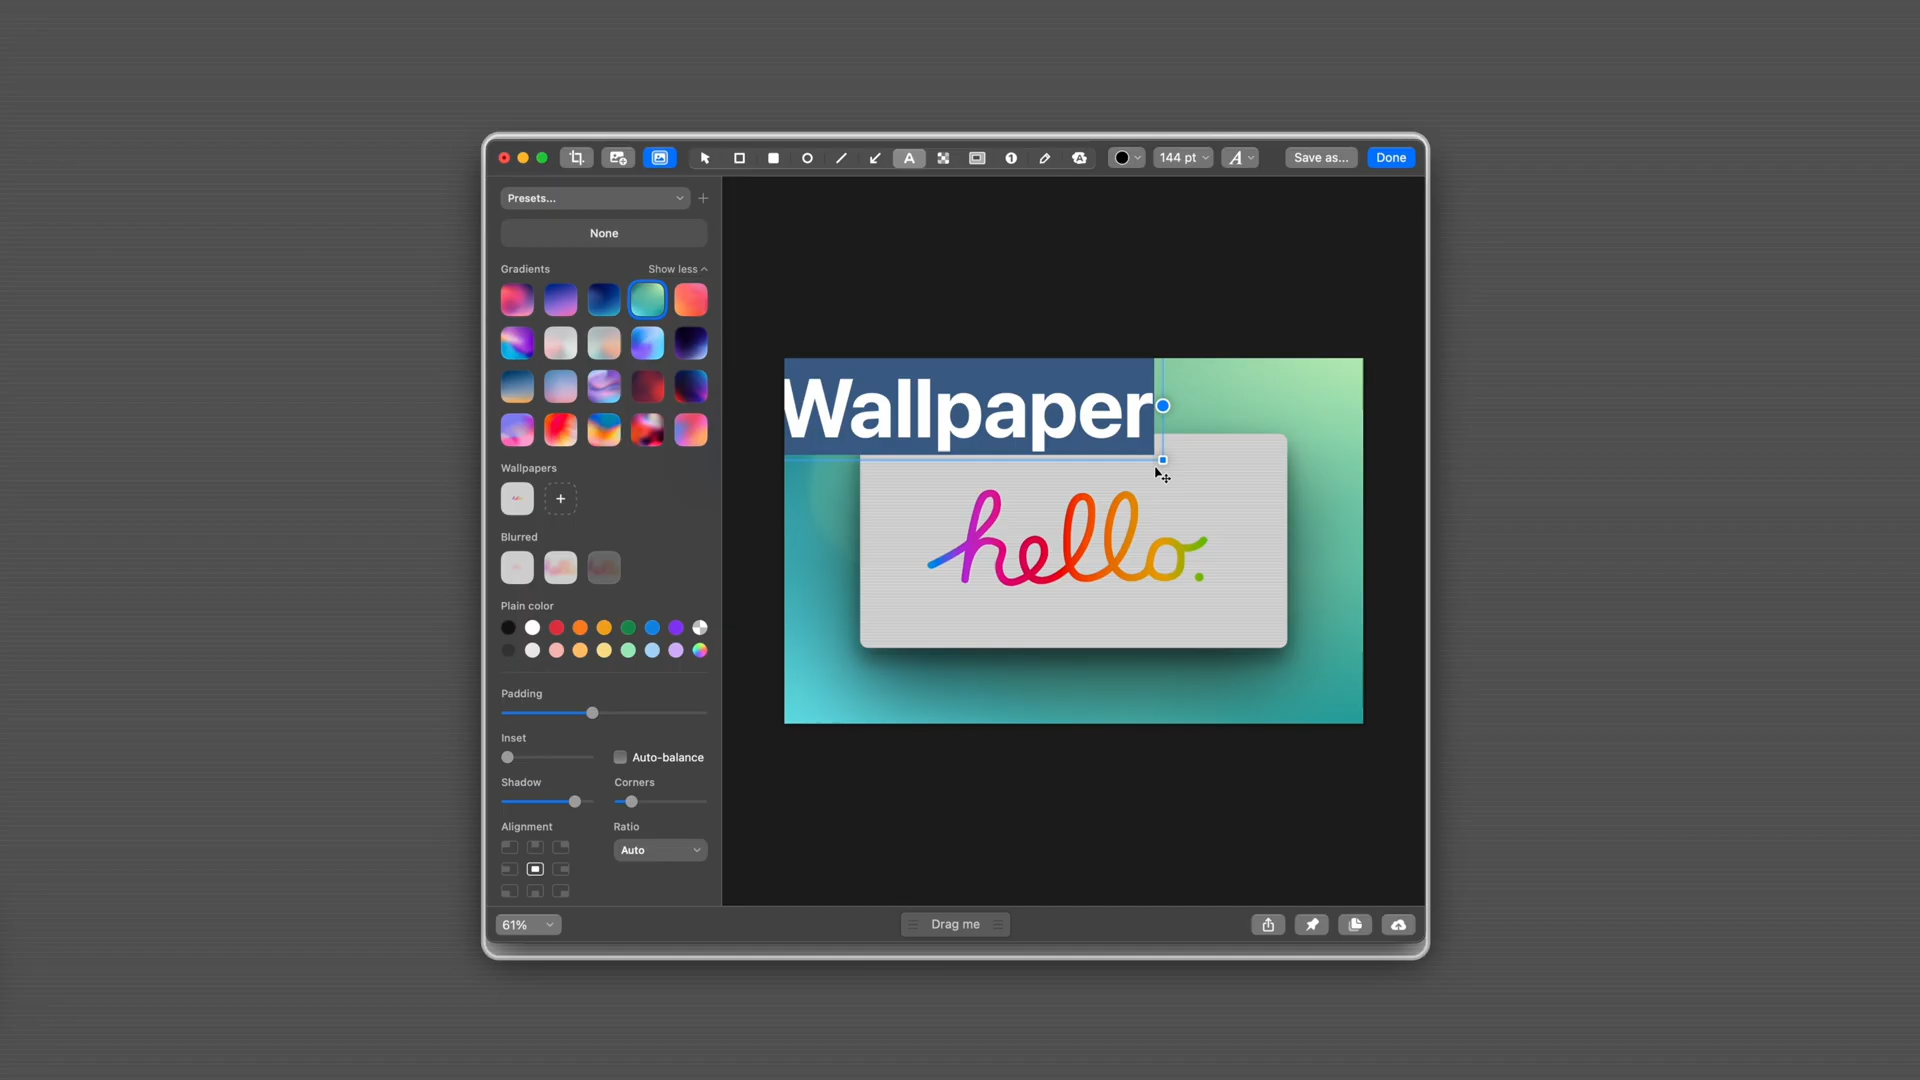 A
1
A
144 pt
A
Save as...
Done
Presets...
None
Gradients
Show less
Wallpapers
Blurred
Plain color
Padding
Inset
Auto-balance
Shadow
Corners
Alignment
Ratio
Auto
Wallpaper
hello.
61%
Drag me